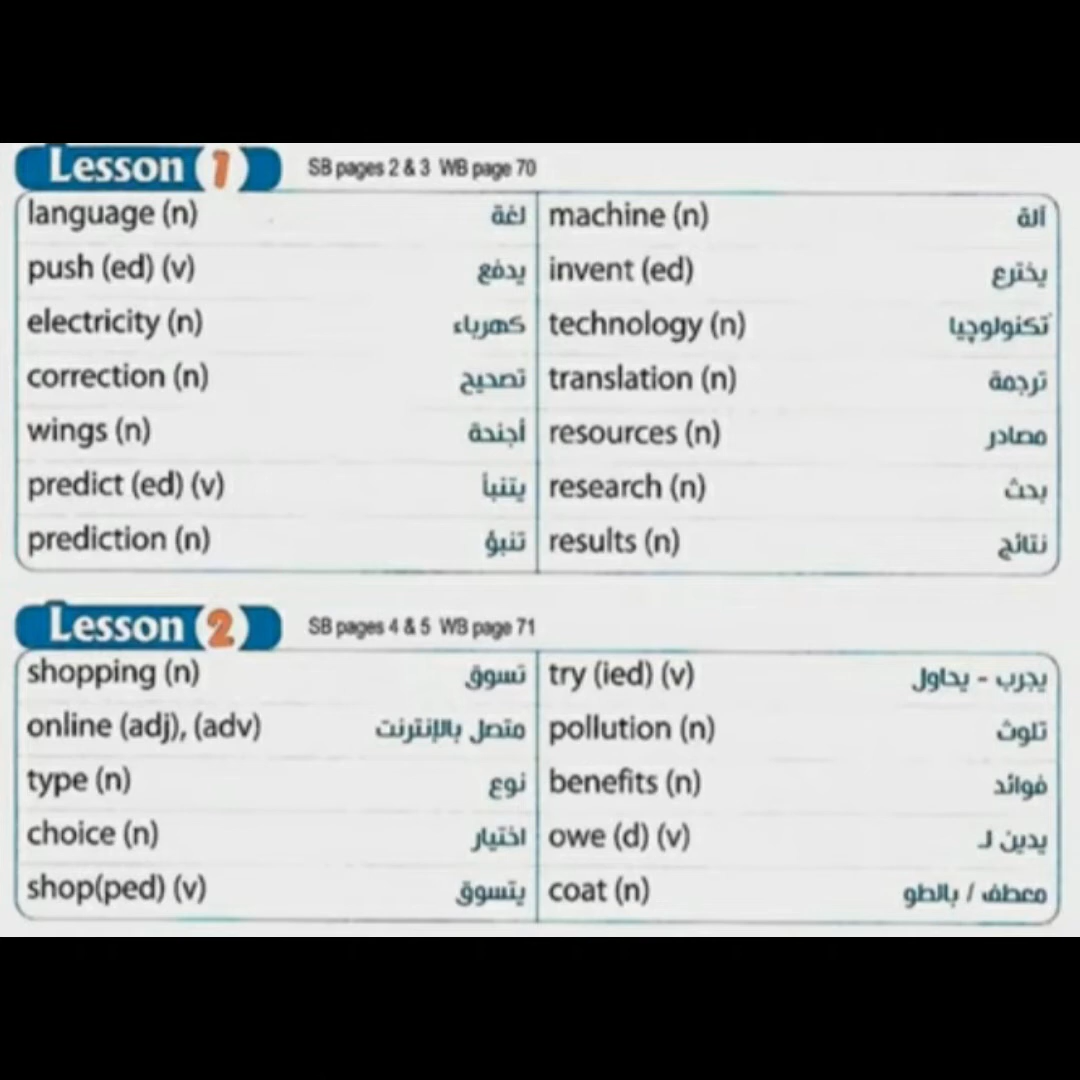 Lesson (1) SB pages 2 & 3 WB page 70
language (n) لغة machine (n) آلة
push (ed) (v) يدفع invent (ed) يخترع
electricity (n) كهرباء technology (n) تكنولوچيا
correction (n) تصحيح translation (n) ترجمة
wings (n) أجنحة resources (n) مصادر
predict (ed) (v) يتنبأ research (n) بحث
prediction (n) تنبؤ results (n) نتائج
Lesson (2) SB pages 4 & 5 WB page 71
shopping (n) تسوق try (ied) (v) يجرب - يحاول
online (adj), (adv) متصل بالإنترنت pollution (n) تلوث
type (n) نوع benefits (n) فوائد
choice (n) اختيار owe (d) (v) يدين لـ
shop(ped) (v) يتسوق coat (n) معطف / بالطو